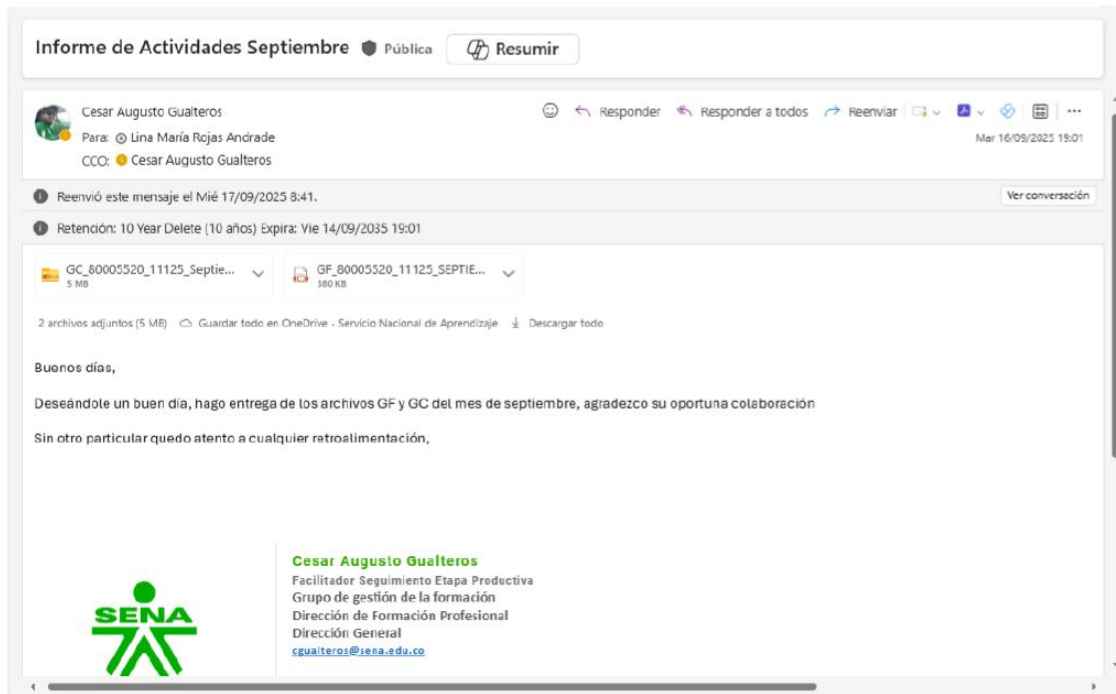 Informe de Actividades Septiembre Pública Resumir
Cesar Augusto Gualteros
Responder Responder a todos Reenviar
Para: Lina María Rojas Andrade
Mar 16/09/2025 19:01
CCO: Cesar Augusto Gualteros
Reenvió este mensaje el Mié 17/09/2025 8:41.
Ver conversación
Retención: 10 Year Delete (10 años) Expira: Vie 14/09/2035 19:01
GC_80005520_11125_Septie...
5 MB
GF_80005520_11125_SEPTIE...
380 KB
2 archivos adjuntos (5 MB) Guardar todo en OneDrive - Servicio Nacional de Aprendizaje Descargar todo
Buenos días,
Deseándole un buen día, hago entrega de los archivos GF y GC del mes de septiembre, agradezco su oportuna colaboración
Sin otro particular quedo atento a cualquier retroalimentación,
SENA
Cesar Augusto Gualteros
Facilitador Seguimiento Etapa Productiva
Grupo de gestión de la formación
Dirección de Formación Profesional
Dirección General
cgualteros@sena.edu.co